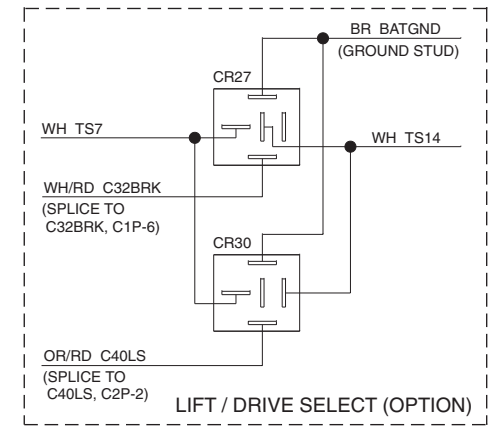 BR BATGND
(GROUND STUD)
CR27
WH TS7
WH TS14
WH/RD C32BRK
(SPLICE TO
C32BRK, C1P-6)
CR30
OR/RD C40LS
(SPLICE TO
C40LS, C2P-2)
LIFT / DRIVE SELECT (OPTION)